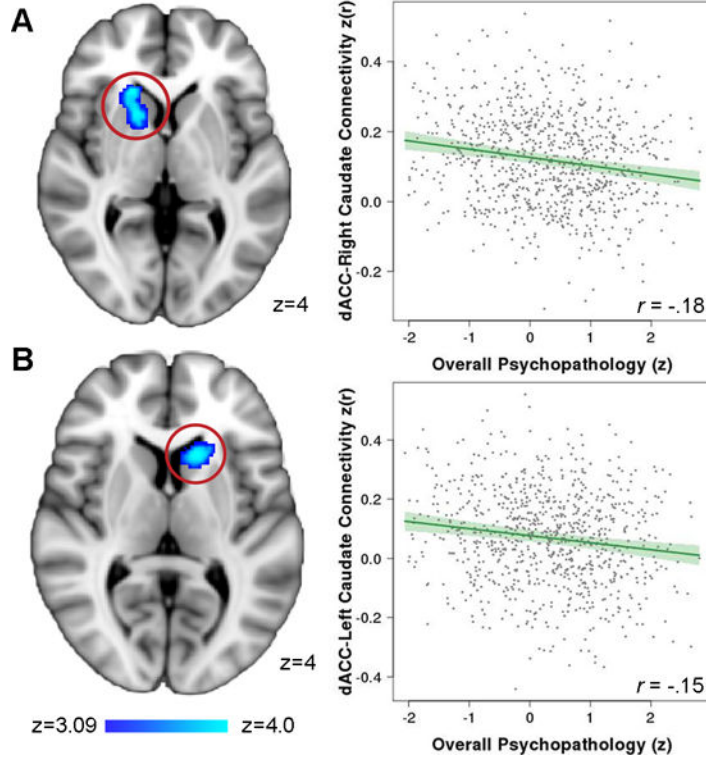 A
z=4
dACC-Right Caudate Connectivity z(r)
0.4
0.2
0.0
-0.2
r = -.18
-2 -1 0 1 2
Overall Psychopathology (z)
B
z=4
z=3.09 z=4.0
dACC-Left Caudate Connectivity z(r)
0.4
0.2
0.0
-0.2
-0.4
r = -.15
-2 -1 0 1 2
Overall Psychopathology (z)